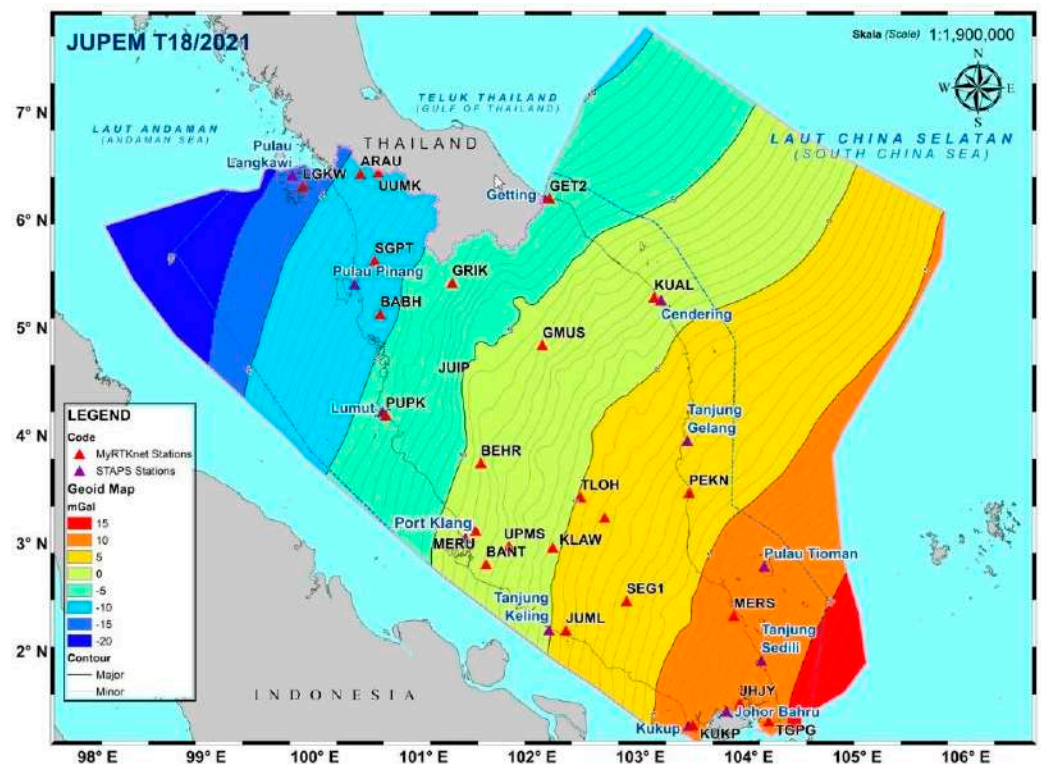 JUPEM T18/2021
Skala (Scale) 1:1,900,000
N
W E
S
7° N
6° N
5° N
4° N
3° N
2° N
TELUK THAILAND
(GULF OF THAILAND)
LAUT ANDAMAN
(ANDAMAN SEA)
THAILAND
LAUT CHINA SELATAN
(SOUTH CHINA SEA)
Pulau
Langkawi
LGKW
ARAU
UUMK
Getting
GET2
SGPT
Pulau Pinang
GRIK
BABH
KUAL
Cendering
GMUS
JUIP
Lumut
PUPK
Tanjung
Gelang
BEHR
TLOH
PEKN
Port Klang
MERU
UPMS
BANT
KLAW
Pulau Tioman
SEG1
MERS
Tanjung
Keling
JUML
Tanjung
Sedili
JHJY
Johor Bahru
Kukup
KUKP
TGPG
INDONESIA
LEGEND
Code
MyRTKnet Stations
STAPS Stations
Geoid Map
mGal
15
10
5
0
-5
-10
-15
-20
Contour
Major
Minor
98° E
99° E
100° E
101° E
102° E
103° E
104° E
105° E
106° E